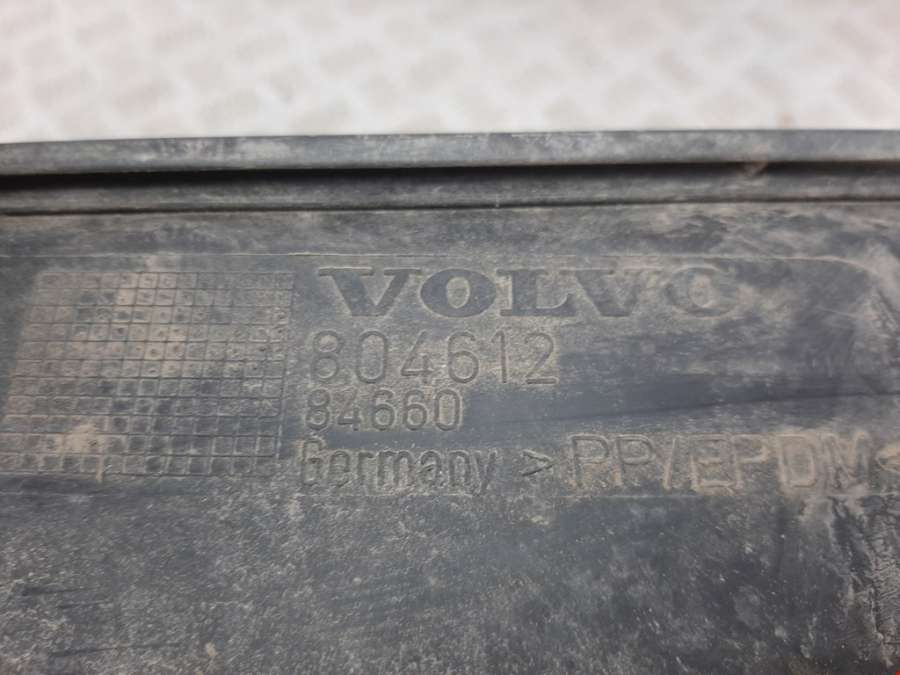 VOLVO
804612
84660
Germany >PP/EPDM<